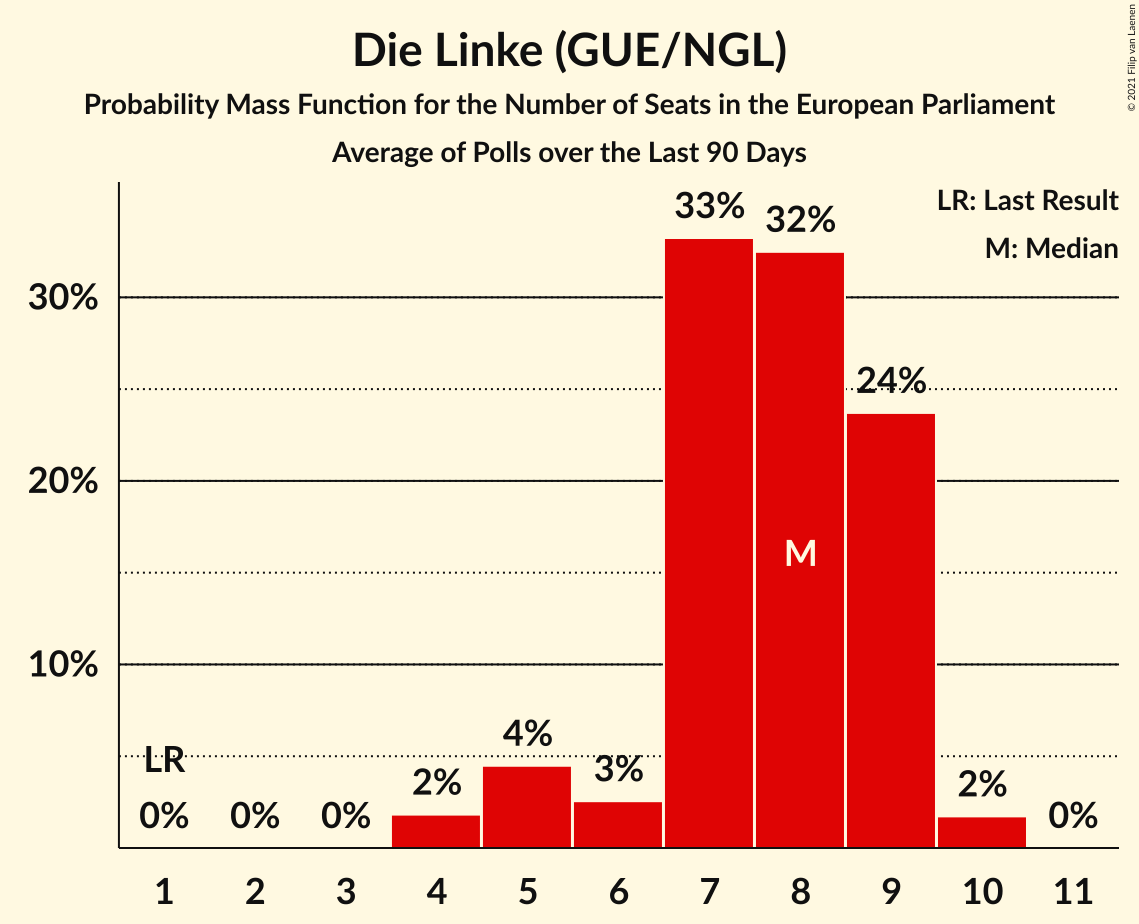 Die Linke (GUE/NGL)
Probability Mass Function for the Number of Seats in the European Parliament
Average of Polls over the Last 90 Days
© 2021 Filip van Laenen
LR: Last Result
M: Median
33%
32%
30%
24%
20%
M
10%
4%
LR
3%
2%
2%
0%
0%
0%
0%
1 2 3 4 5 6 7 8 9 10 11